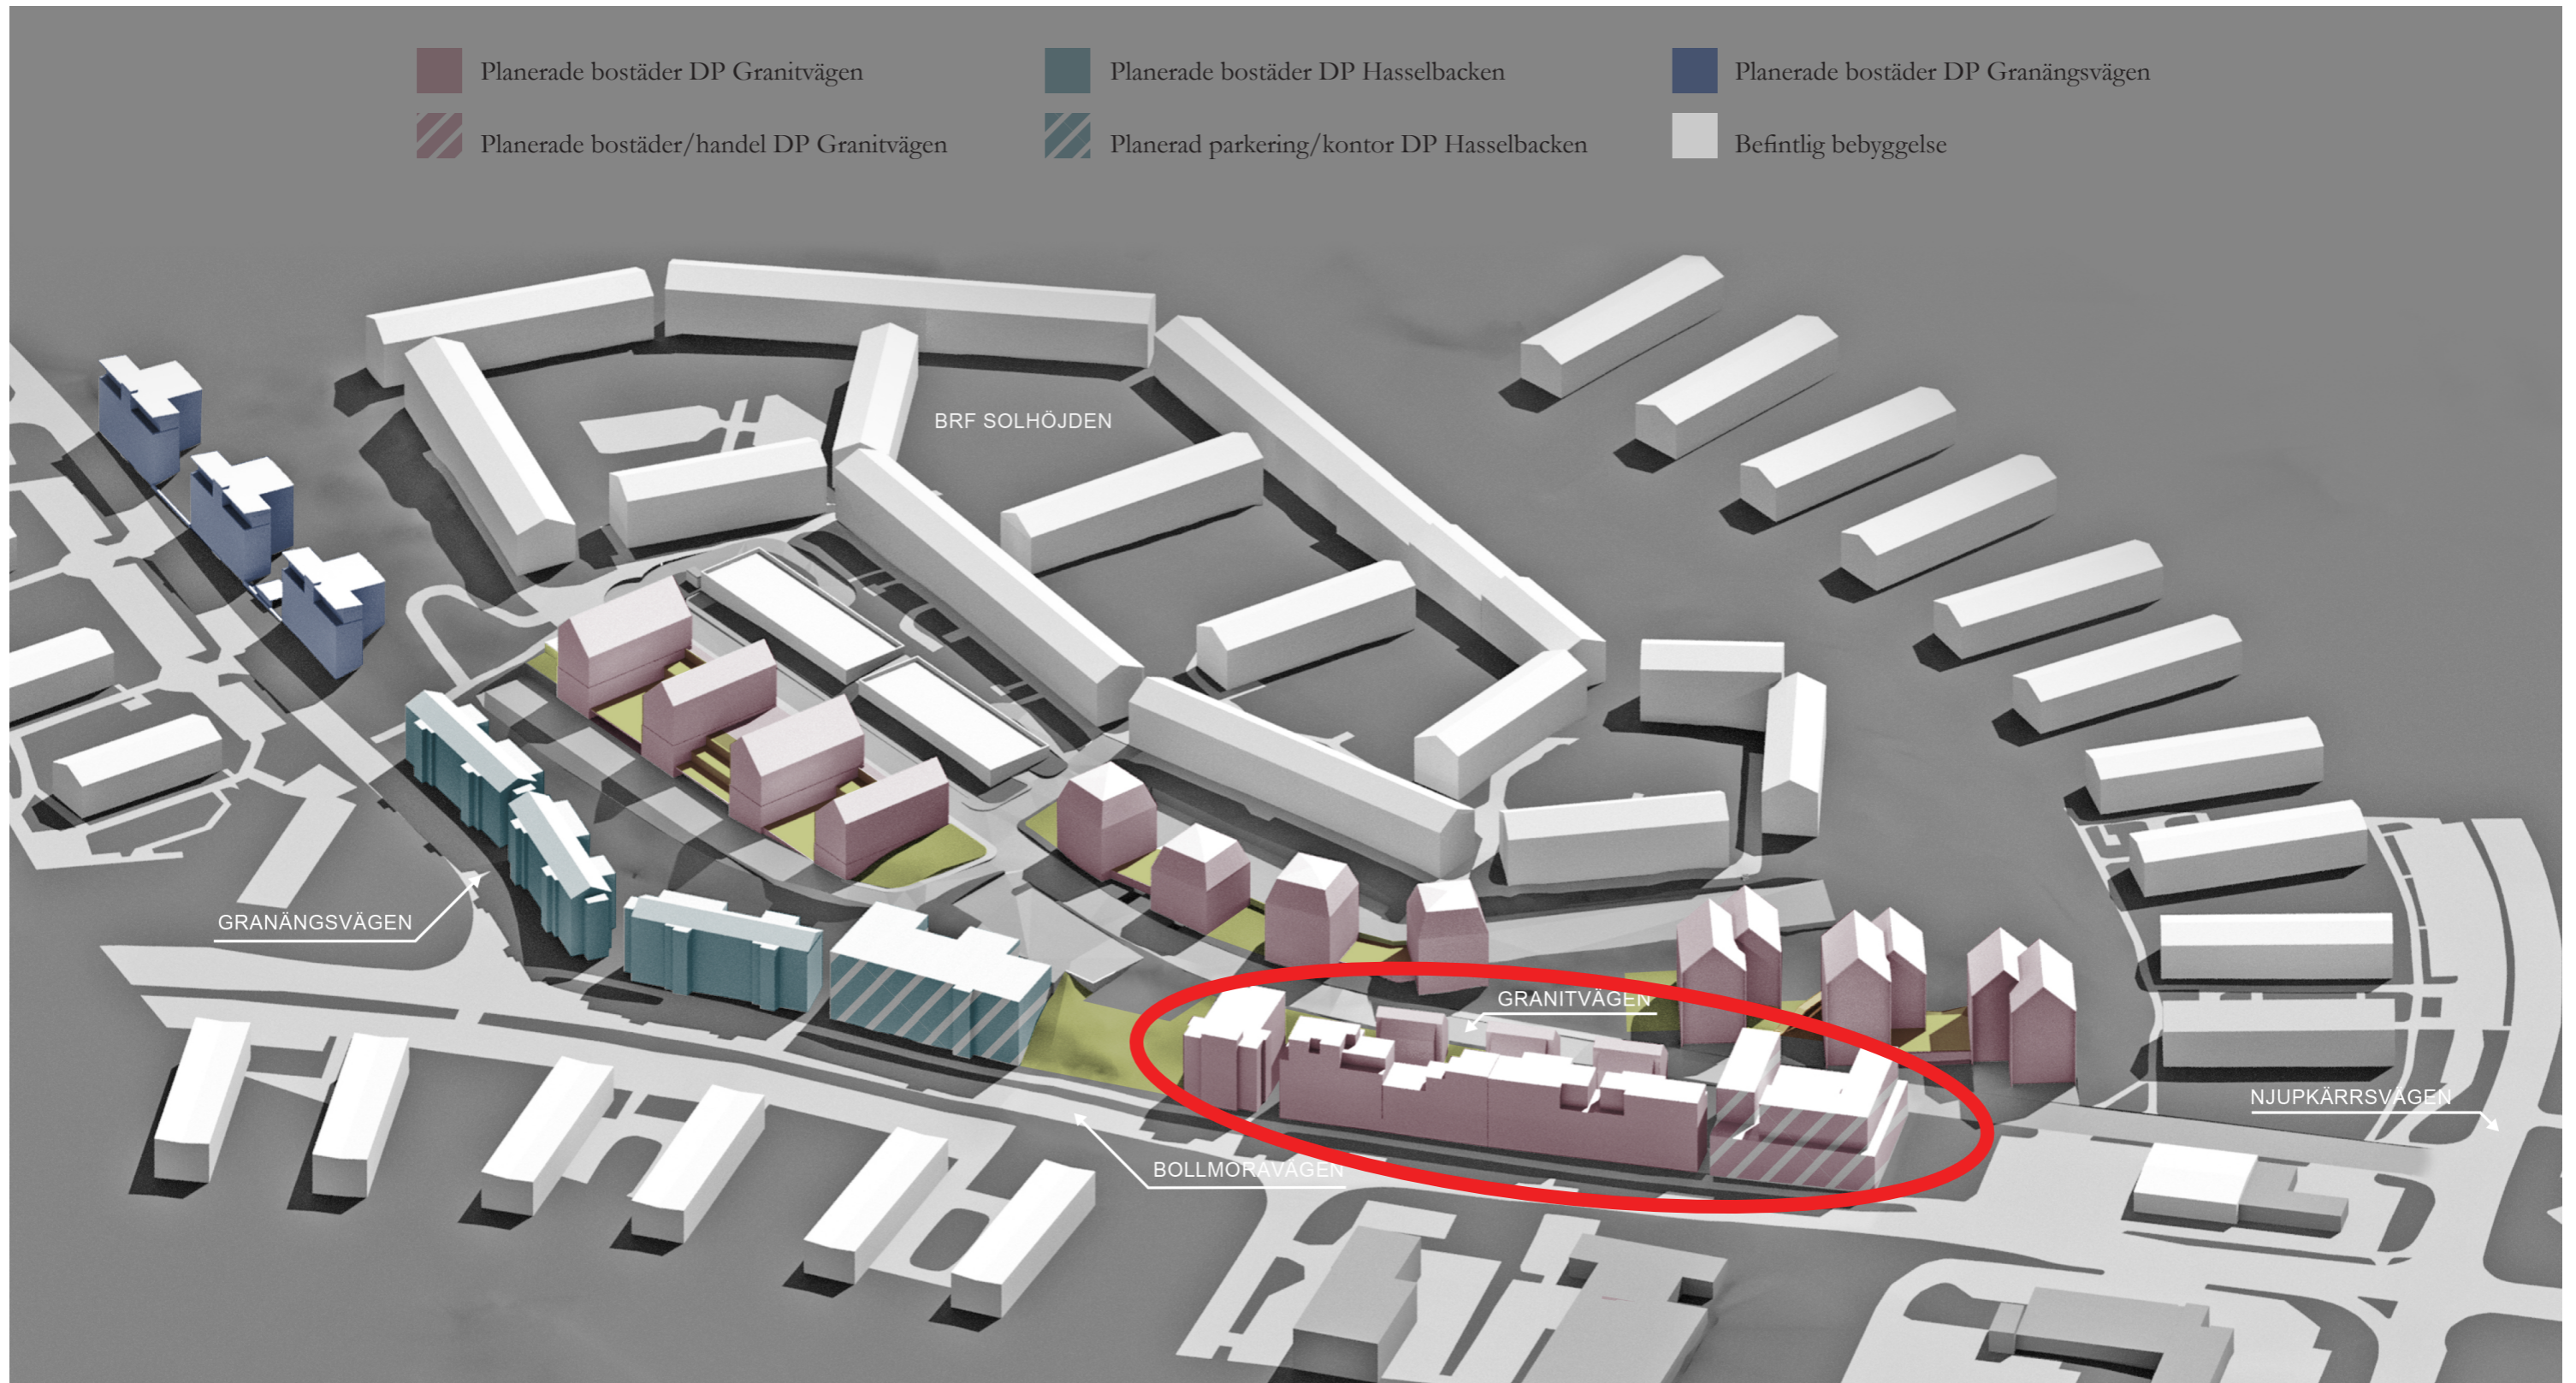 Planerade bostäder DP Granitvägen
Planerade bostäder DP Hasselbacken
Planerade bostäder DP Granängsvägen
Planerade bostäder/handel DP Granitvägen
Planerad parkering/kontor DP Hasselbacken
Befintlig bebyggelse
BRF SOLHÖJDEN
GRANÄNGSVÄGEN
GRANITVÄGEN
NJUPKÄRRSVÄGEN
BOLLMORAVÄGEN